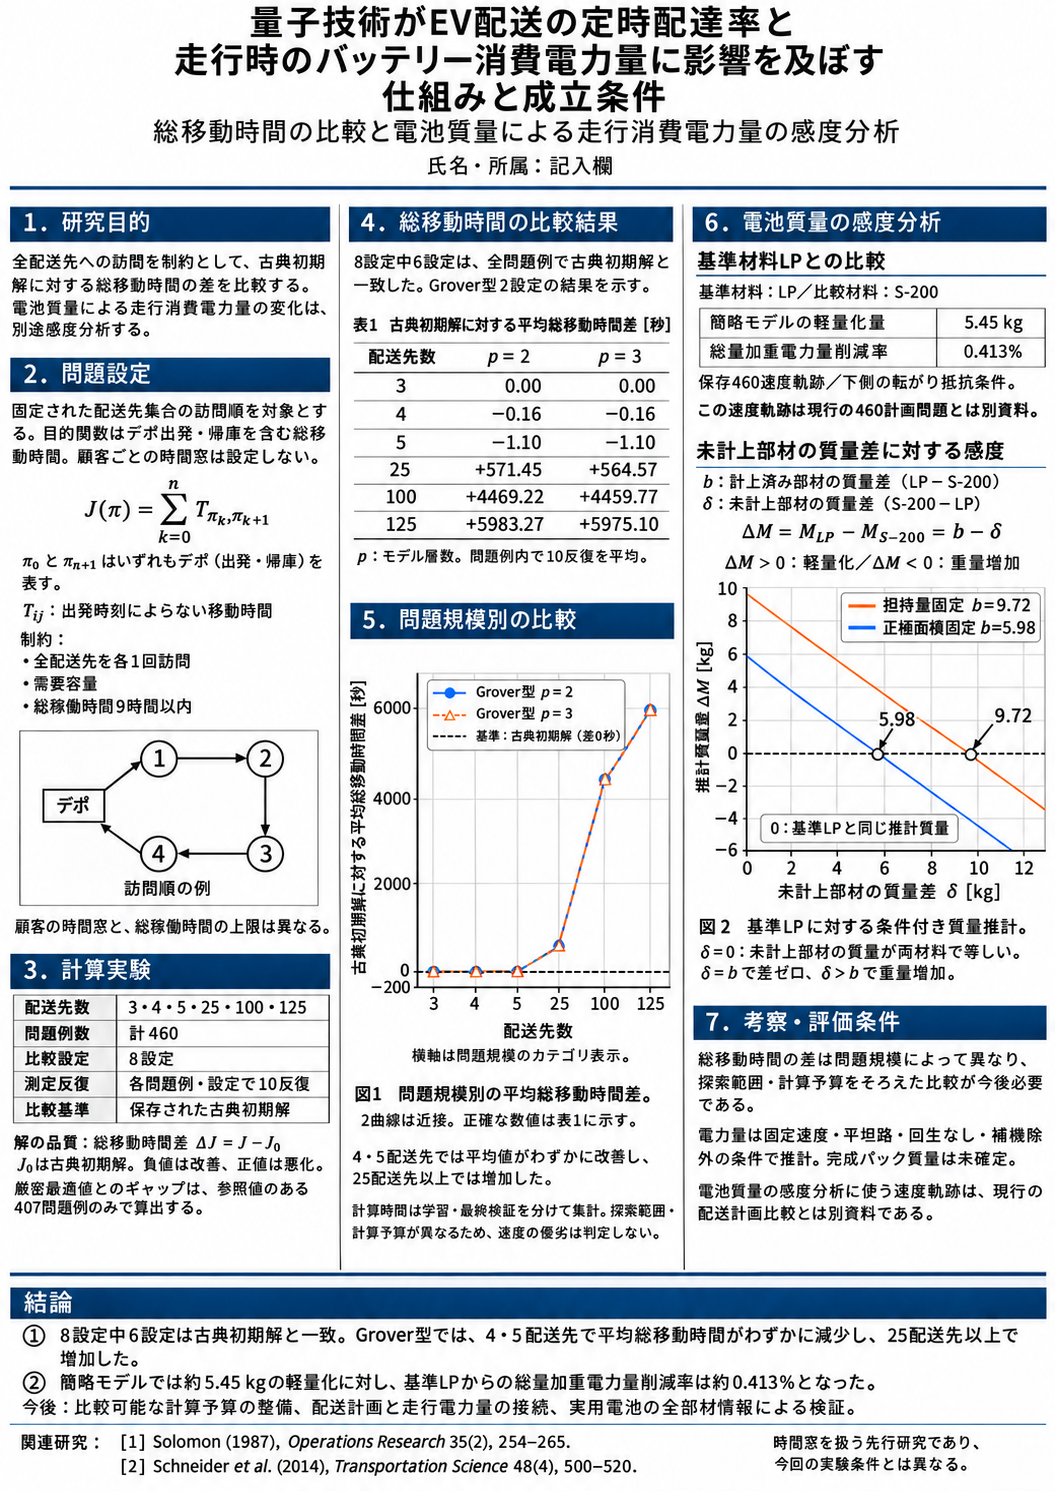 量子技術がEV配送の定時配達率と
走行時のバッテリー消費電力量に影響を及ぼす
仕組みと成立条件
総移動時間の比較と電池質量による走行消費電力量の感度分析
氏名・所属：記入欄
1. 研究目的
全配送先への訪問を制約として、古典初期
解に対する総移動時間の差を比較する。
電池質量による走行消費電力量の変化は、
別途感度分析する。
2. 問題設定
固定された配送先集合の訪問順を対象とす
る。目的関数はデポ出発・帰庫を含む総移
動時間。顧客ごとの時間窓は設定しない。
J(π) = ∑_{k=0}^{n} T_{π_k,π_{k+1}}
π₀ と π_{n+1} はいずれもデポ（出発・帰庫）を
表す。
T_{ij}：出発時刻によらない移動時間
制約：
• 全配送先を各1回訪問
• 需要容量
• 総稼働時間9時間以内
デポ
1
2
3
4
訪問順の例
顧客の時間窓と、総稼働時間の上限は異なる。
3. 計算実験
配送先数 3・4・5・25・100・125
問題例数 計460
比較設定 8設定
測定反復 各問題例・設定で10反復
比較基準 保存された古典初期解
解の品質：総移動時間差 ΔJ = J − J₀
J₀は古典初期解。負値は改善、正値は悪化。
厳密最適値とのギャップは、参照値のある
407問題例のみで算出する。
4. 総移動時間の比較結果
8設定中6設定は、全問題例で古典初期解と
一致した。Grover型2設定の結果を示す。
表1 古典初期解に対する平均総移動時間差 [秒]
配送先数 p = 2 p = 3
3 0.00 0.00
4 −0.16 −0.16
5 −1.10 −1.10
25 +571.45 +564.57
100 +4469.22 +4459.77
125 +5983.27 +5975.10
p：モデル層数。問題例内で10反復を平均。
5. 問題規模別の比較
Grover型 p = 2
Grover型 p = 3
基準：古典初期解（差0秒）
6000
4000
2000
0
−200
3 4 5 25 100 125
配送先数
横軸は問題規模のカテゴリ表示。
図1 問題規模別の平均総移動時間差。
2曲線は近接。正確な数値は表1に示す。
4・5配送先では平均値がわずかに改善し、
25配送先以上では増加した。
計算時間は学習・最終検証を分けて集計。探索範囲・
計算予算が異なるため、速度の優劣は判定しない。
6. 電池質量の感度分析
基準材料LPとの比較
基準材料：LP／比較材料：S-200
簡略モデルの軽量化量 5.45 kg
総量加重電力量削減率 0.413%
保存460速度軌跡／下側の転がり抵抗条件。
この速度軌跡は現行の460計画問題とは別資料。
未計上部材の質量差に対する感度
b：計上済み部材の質量差（LP − S-200）
δ：未計上部材の質量差（S-200 − LP）
ΔM = M_{LP} − M_{S−200} = b − δ
ΔM > 0：軽量化／ΔM < 0：重量増加
10
8
6
4
2
0
−2
−4
−6
担持量固定 b=9.72
正極面積固定 b=5.98
5.98
9.72
0：基準LPと同じ推計質量
0 2 4 6 8 10 12
未計上部材の質量差 δ [kg]
図2 基準LPに対する条件付き質量推計。
δ=0：未計上部材の質量が両材料で等しい。
δ=bで差ゼロ、δ>bで重量増加。
7. 考察・評価条件
総移動時間の差は問題規模によって異なり、
探索範囲・計算予算をそろえた比較が今後必要
である。
電力量は固定速度・平坦路・回生なし・補機除
外の条件で推計。完成パック質量は未確定。
電池質量の感度分析に使う速度軌跡は、現行の
配送計画比較とは別資料である。
結論
① 8設定中6設定は古典初期解と一致。Grover型では、4・5配送先で平均総移動時間がわずかに減少し、25配送先以上で
増加した。
② 簡略モデルでは約5.45 kgの軽量化に対し、基準LPからの総量加重電力量削減率は約0.413%となった。
今後：比較可能な計算予算の整備、配送計画と走行電力量の接続、実用電池の全部材情報による検証。
関連研究： [1] Solomon (1987), Operations Research 35(2), 254–265.
[2] Schneider et al. (2014), Transportation Science 48(4), 500–520.
時間窓を扱う先行研究であり、
今回の実験条件とは異なる。